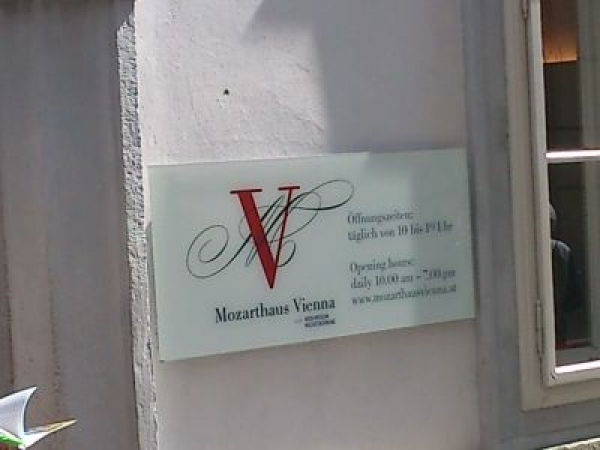 V
Mozarthaus Vienna
Öffnungszeiten:
täglich von 10 bis 19 Uhr
Opening hours:
daily 10.00 am - 7.00 pm
www.mozarthausvienna.at